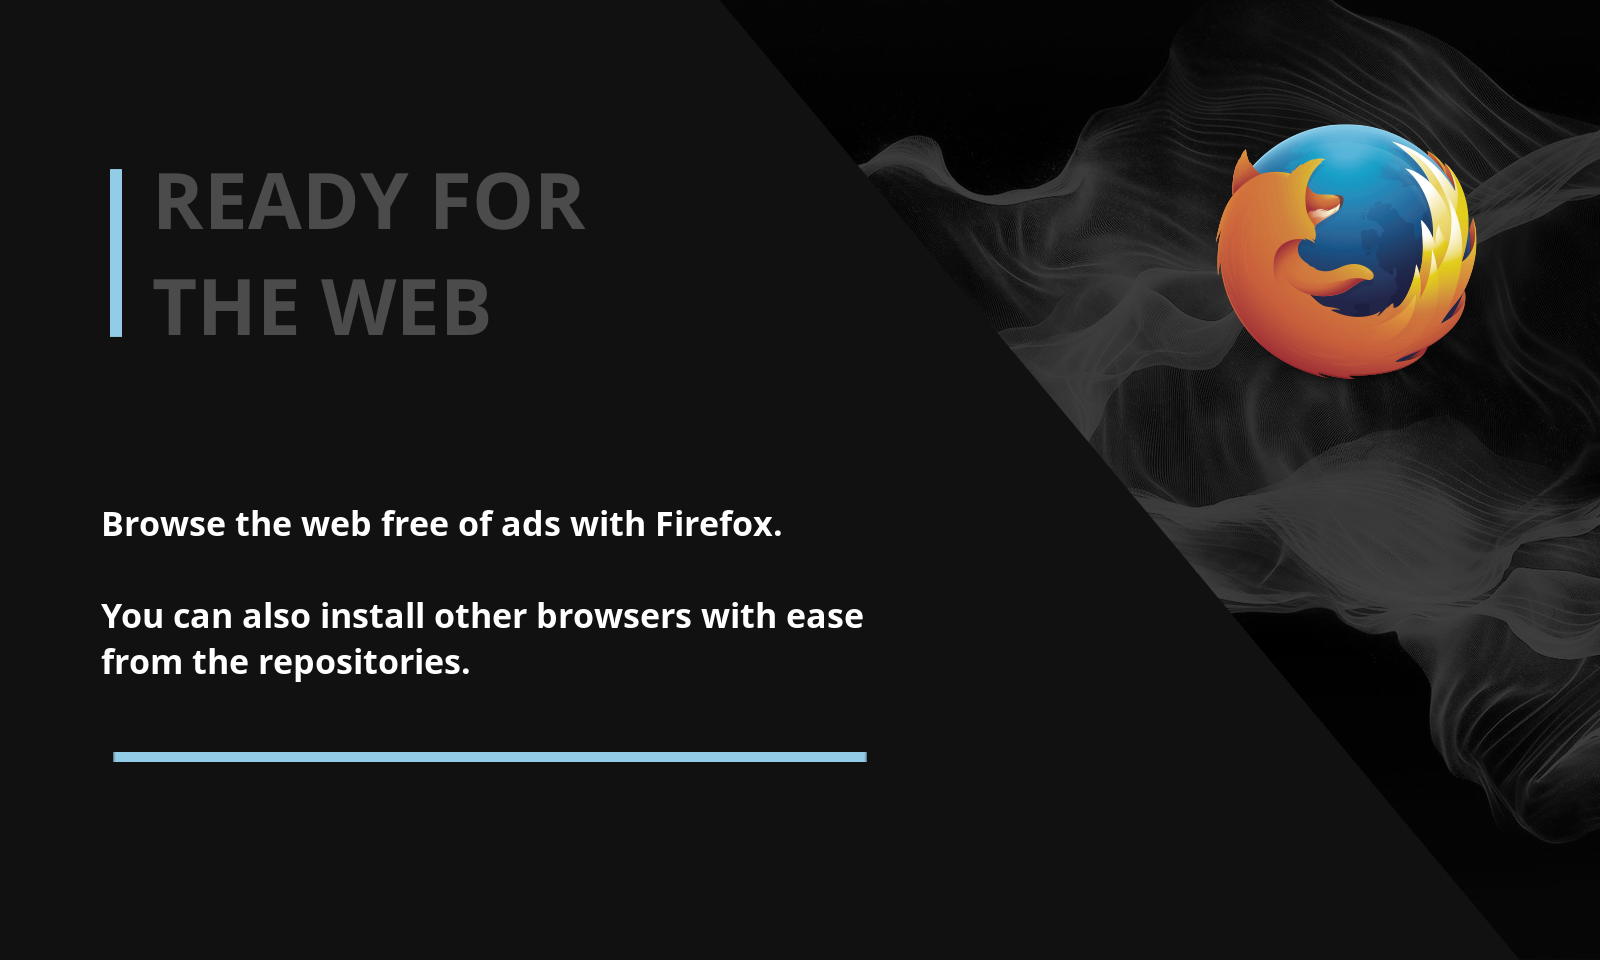 READY FOR
THE WEB
Browse the web free of ads with Firefox.
You can also install other browsers with ease
from the repositories.